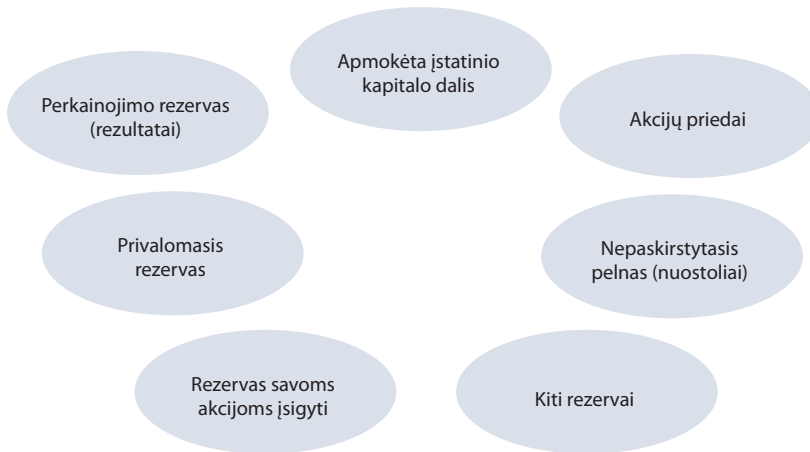 Apmokėta įstatinio
kapitalo dalis
Perkainojimo rezervas
(rezultatai)
Akcijų priedai
Privalomasis
rezervas
Nepaskirstytasis
pelnas (nuostoliai)
Rezervas savoms
akcijoms įsigyti
Kiti rezervai